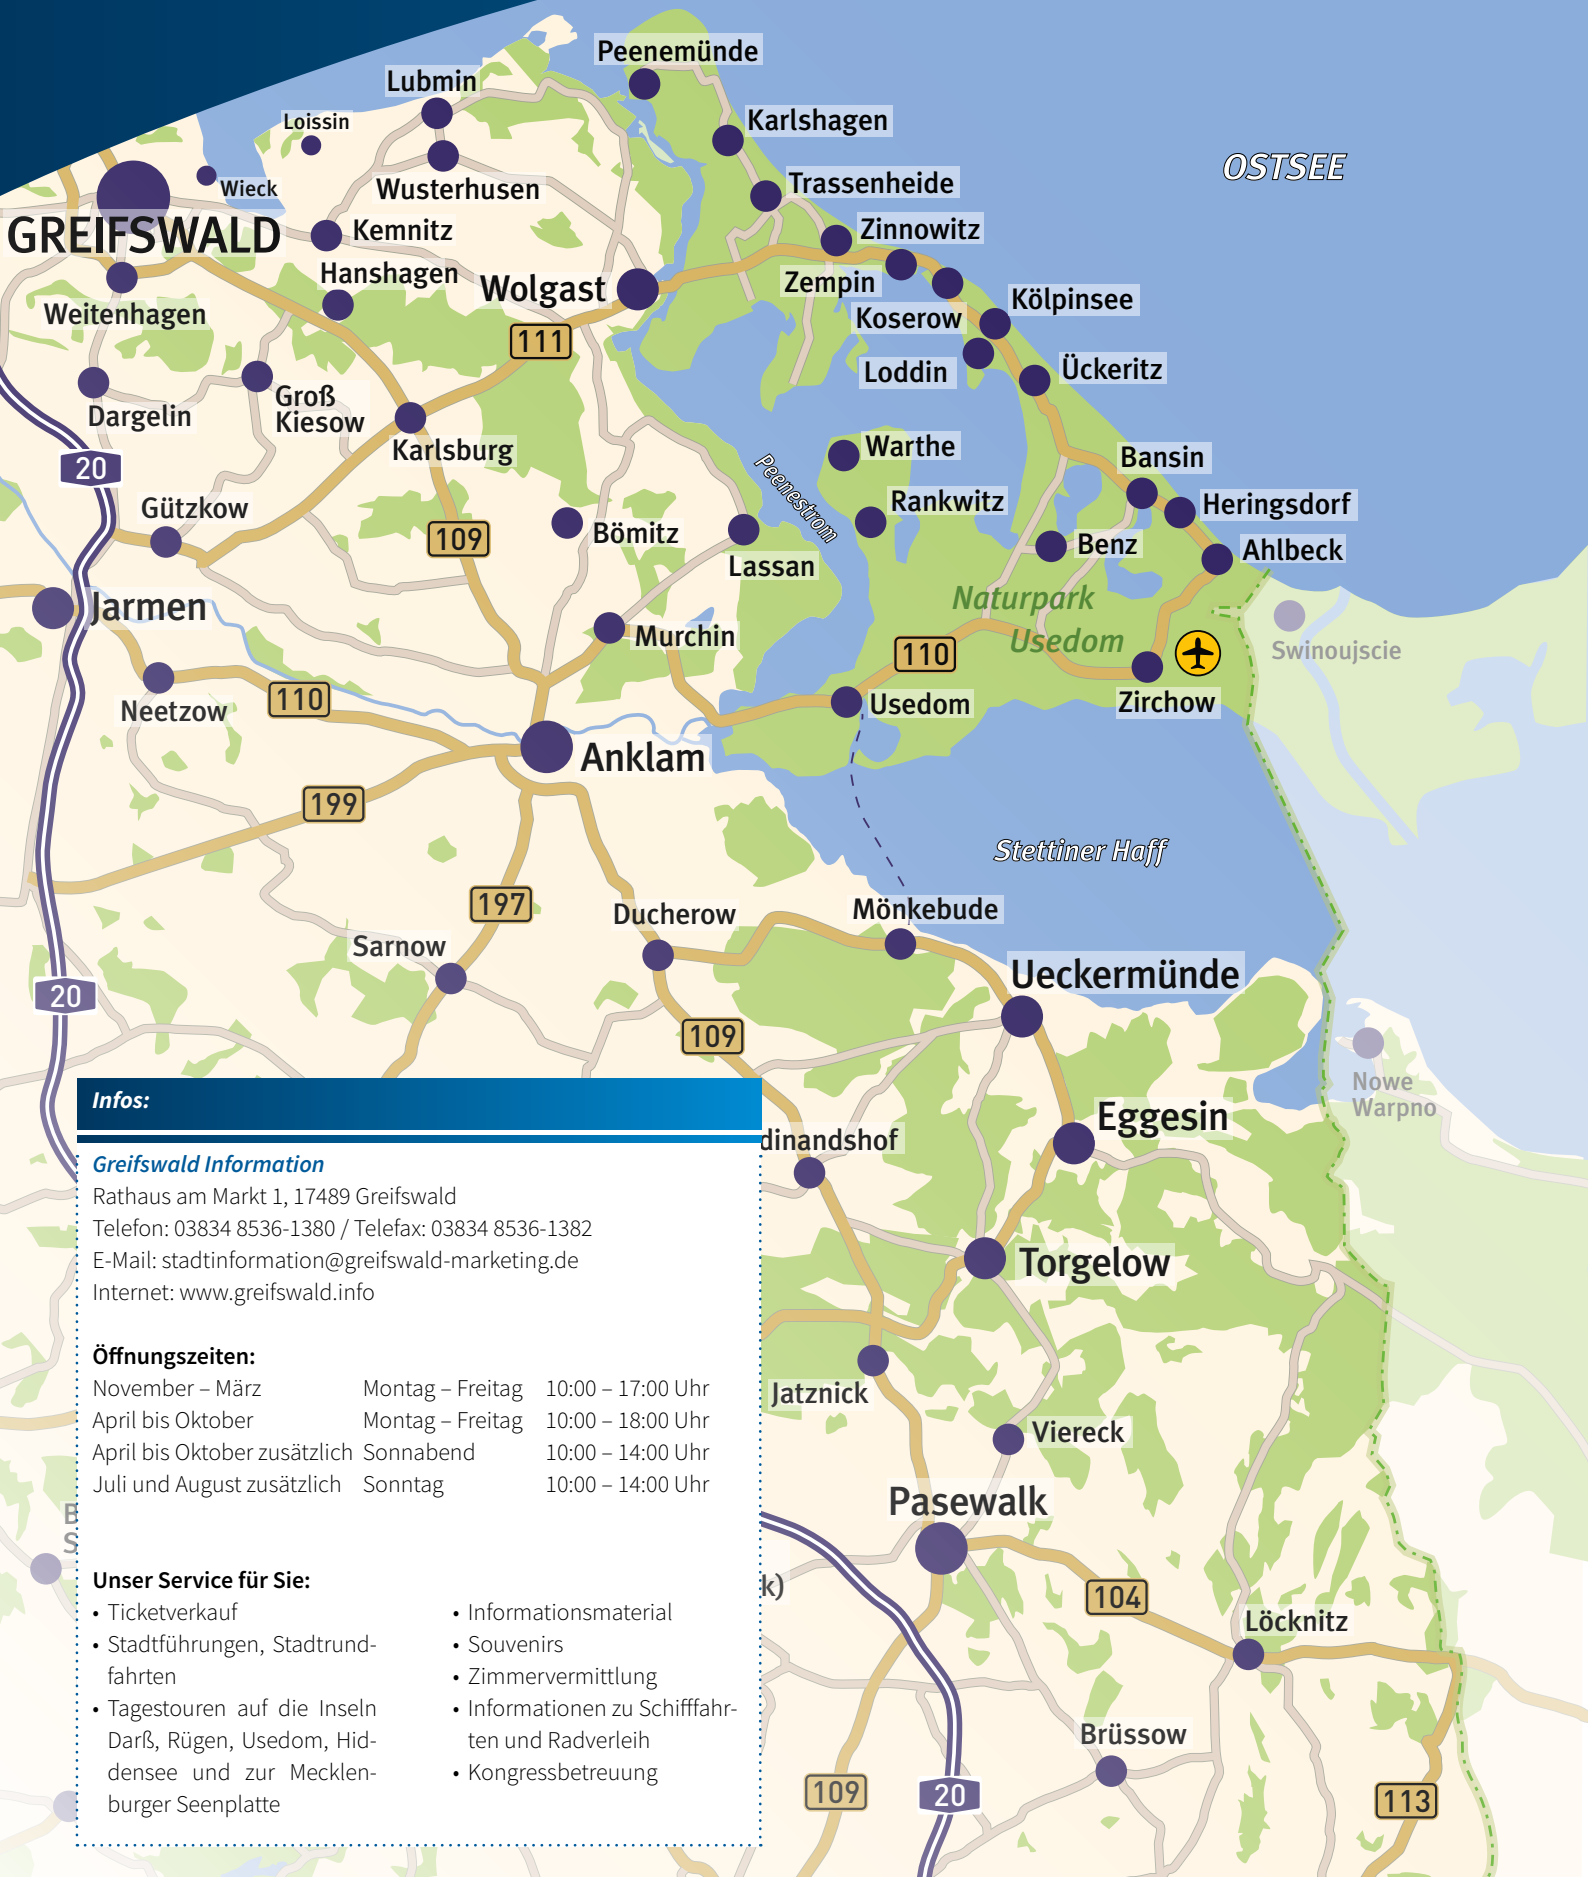 Peenemünde
Lubmin
Karlshagen
Loissin
OSTSEE
Wieck
Wusterhusen
Trassenheide
GREIFSWALD
Kemnitz
Zinnowitz
Hanshagen
Wolgast
Zempin
Kölpinsee
Weitenhagen
Koserow
111
Loddin
Ückeritz
Groß
Kiesow
Dargelin
Karlsburg
Warthe
Bansin
20
Peenestrom
Gützkow
Rankwitz
Heringsdorf
109
Bömitz
Benz
Ahlbeck
Lassan
Naturpark
Usedom
Jarmen
Murchin
110
Swinoujscie
Neetzow
110
Usedom
Zirchow
Anklam
199
Stettiner Haff
197
Ducherow
Mönkebude
Sarnow
Ueckermünde
20
109
Nowe
Warpno
Eggesin
dinandshof
Torgelow
Jatznick
Viereck
Pasewalk
B
S
k)
104
Löcknitz
Brüssow
109
20
113
Infos:
Greifswald Information
Rathaus am Markt 1, 17489 Greifswald
Telefon: 03834 8536-1380 / Telefax: 03834 8536-1382
E-Mail: stadtinformation@greifswald-marketing.de
Internet: www.greifswald.info
Öffnungszeiten:
November – März Montag – Freitag 10:00 – 17:00 Uhr
April bis Oktober Montag – Freitag 10:00 – 18:00 Uhr
April bis Oktober zusätzlich Sonnabend 10:00 – 14:00 Uhr
Juli und August zusätzlich Sonntag 10:00 – 14:00 Uhr
Unser Service für Sie:
• Ticketverkauf
• Stadtführungen, Stadtrund-
fahrten
• Tagestouren auf die Inseln
Darß, Rügen, Usedom, Hid-
densee und zur Mecklen-
burger Seenplatte
• Informationsmaterial
• Souvenirs
• Zimmervermittlung
• Informationen zu Schifffahr-
ten und Radverleih
• Kongressbetreuung